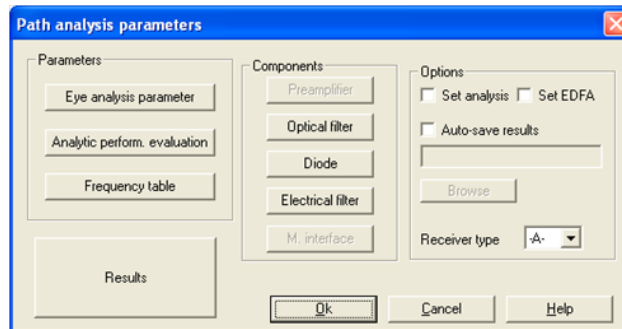 Path analysis parameters
Parameters
Eye analysis parameter
Analytic perform. evaluation
Frequency table
Results
Components
Preamplifier
Optical filter
Diode
Electrical filter
M. interface
Options
Set analysis
Set EDFA
Auto-save results
Browse
Receiver type
-A-
Ok
Cancel
Help